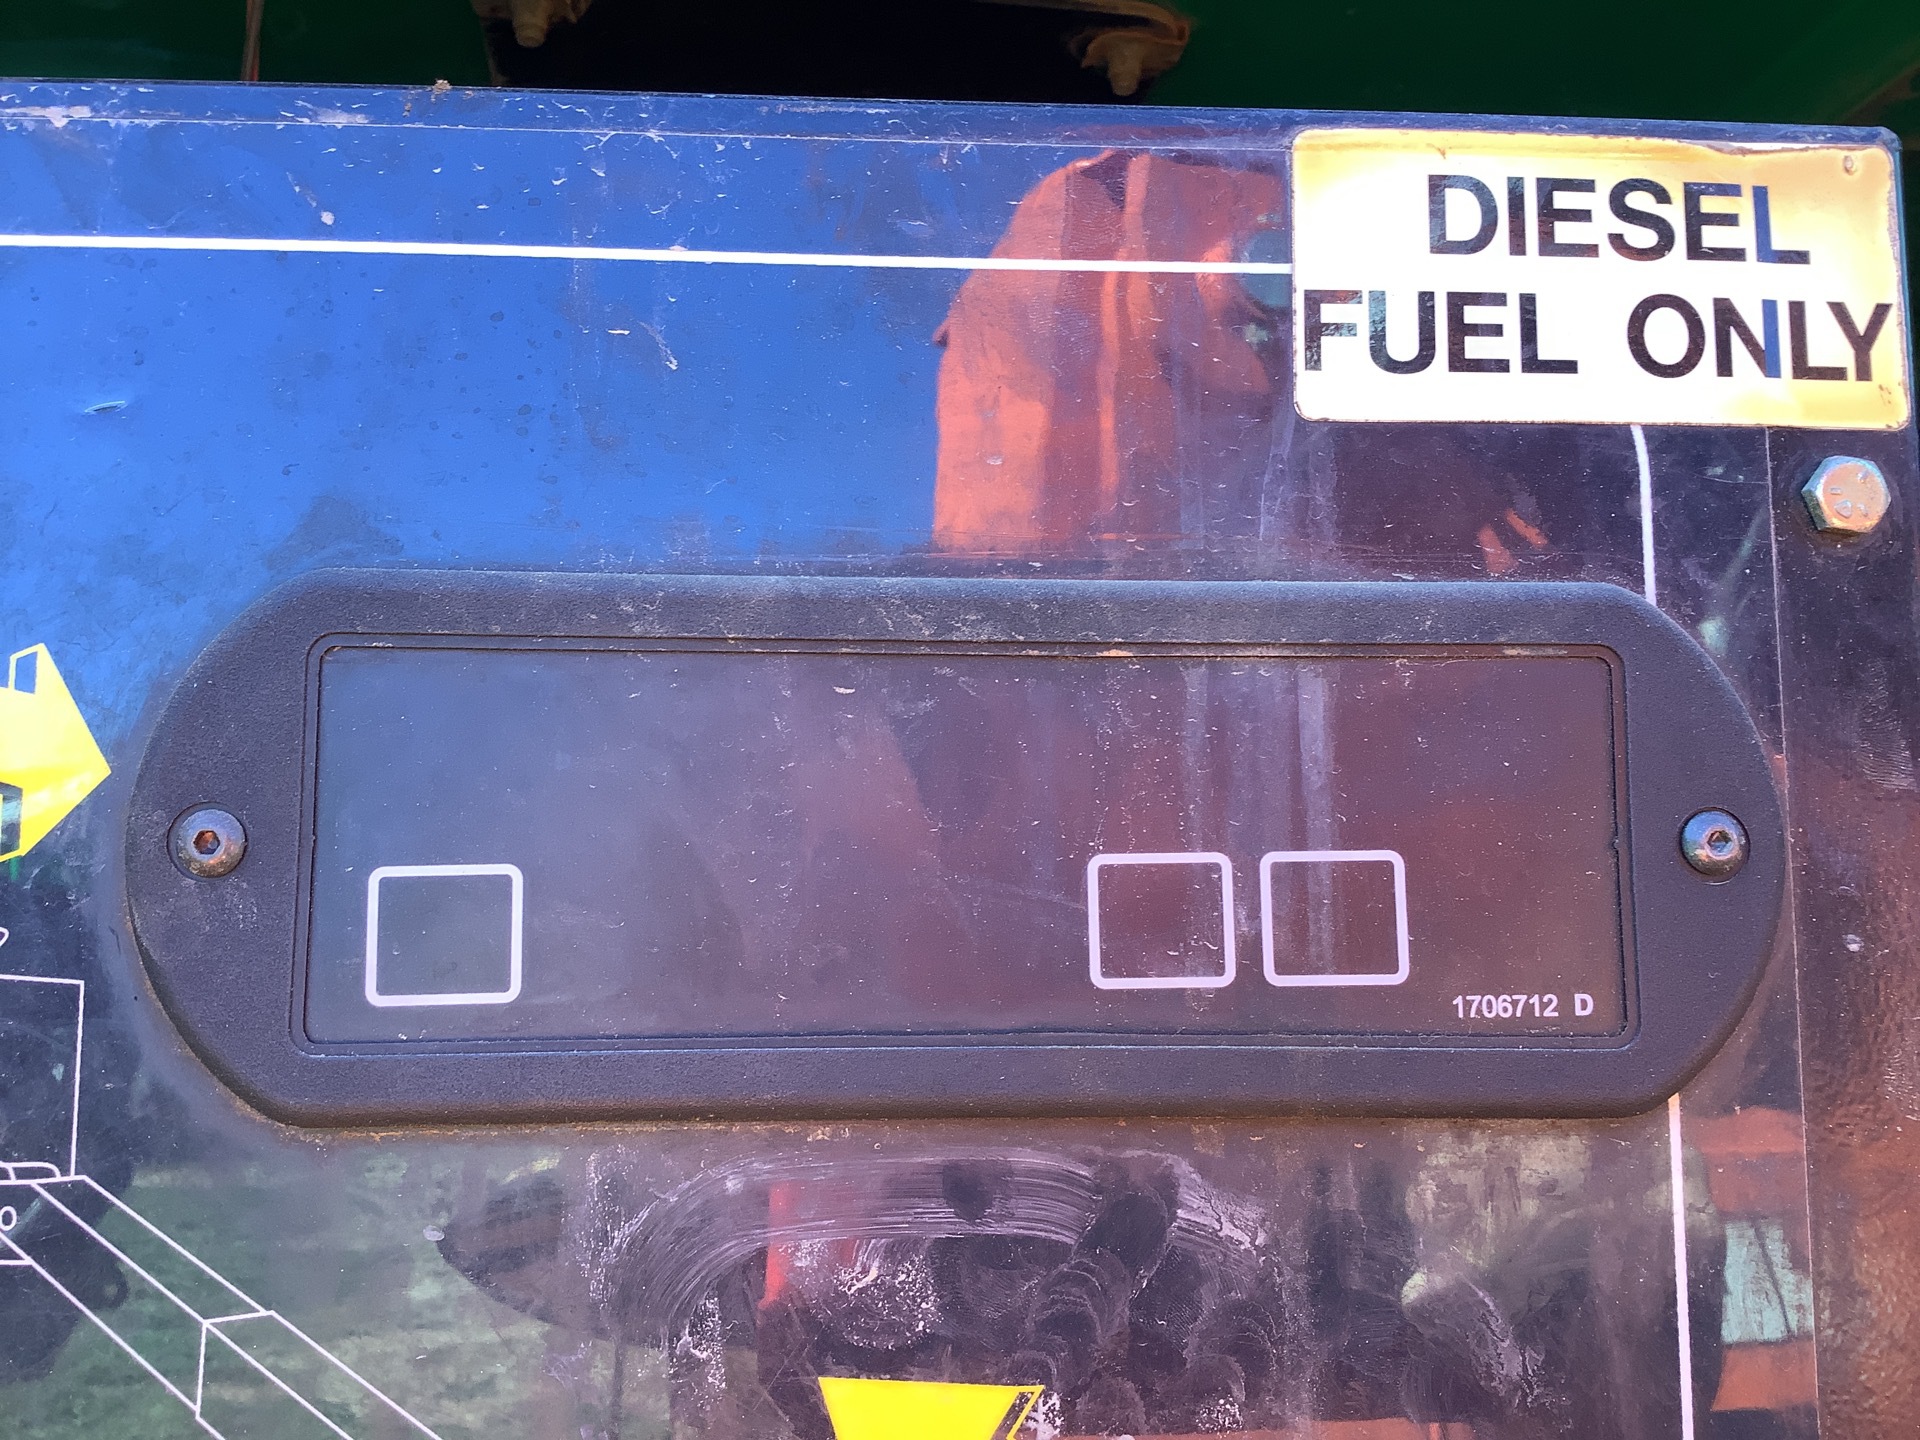 DIESEL
FUEL ONLY
1706712 D